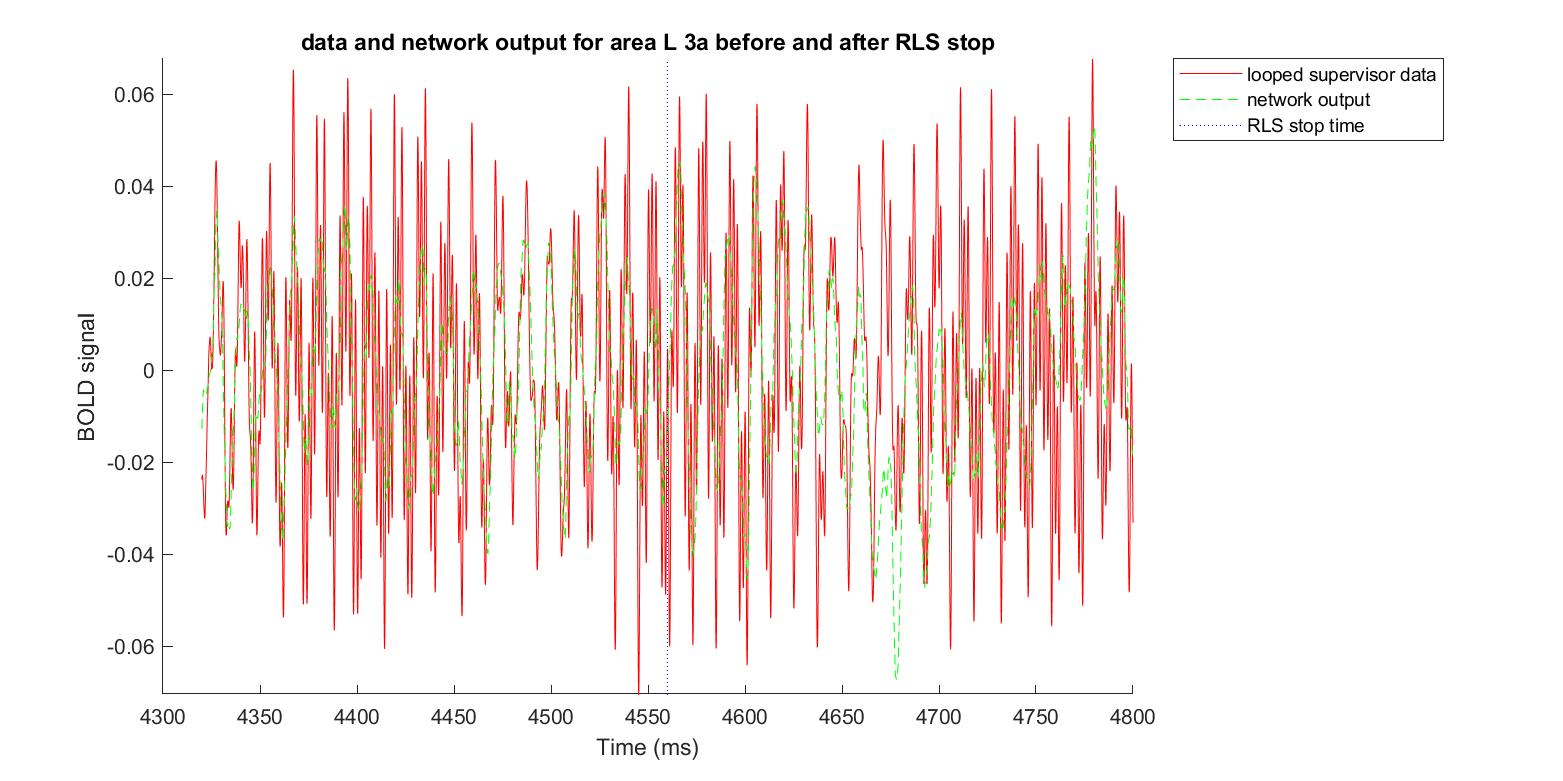 data and network output for area L 3a before and after RLS stop
looped supervisor data
network output
RLS stop time
BOLD signal
0.06
0.04
0.02
0
-0.02
-0.04
-0.06
4300 4350 4400 4450 4500 4550 4600 4650 4700 4750 4800
Time (ms)